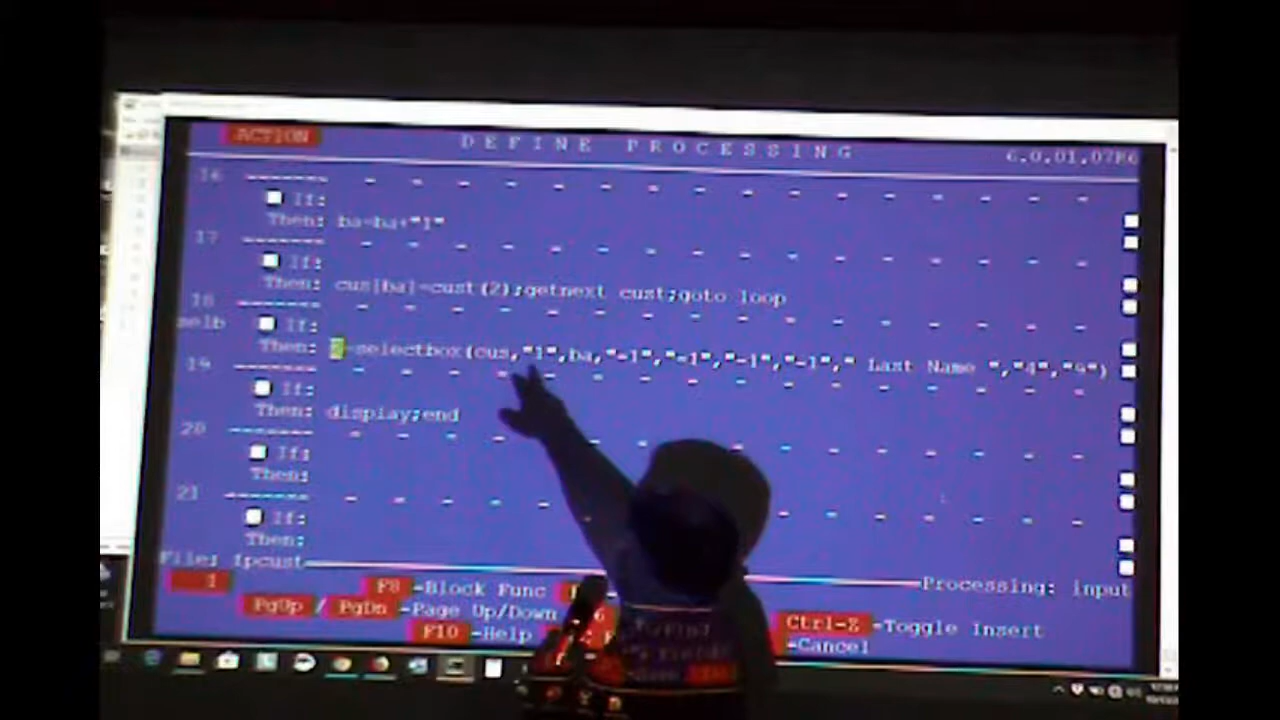 ACTION DEFINE PROCESSING 6.0.01.07R6
16 ------- - - - - - - - - - - - - - - - -
If:
Then: ba=ba+"1"
17 ------- - - - - - - - - - - - - - - - -
If:
Then: cus[ba]=cust(2);getnext cust;goto loop
18 ------- - - - - - - - - - - - - - - - -
selb If:
Then: =selectbox(cus,"1",ba,"-1","-1","-1","-1"," Last Name ","4","9")
19 ------- - - - - - - - - - - - - - - - -
If:
Then: display;end
20 ------- - - - - - - - - - - - - - - - -
If:
Then:
21 ------- - - - - - - - - - - - - - - - -
If:
Then:
File: fpcust Processing: input
1 F8 -Block Func
PgUp / PgDn -Page Up/Down Ctrl-Z -Toggle Insert
F10 -Help -Cancel